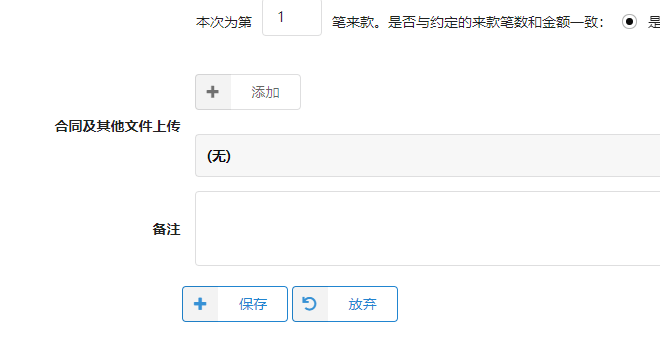 本次为第 1 笔来款。是否与约定的来款笔数和金额一致： 是
添加
合同及其他文件上传
(无)
备注
保存 放弃